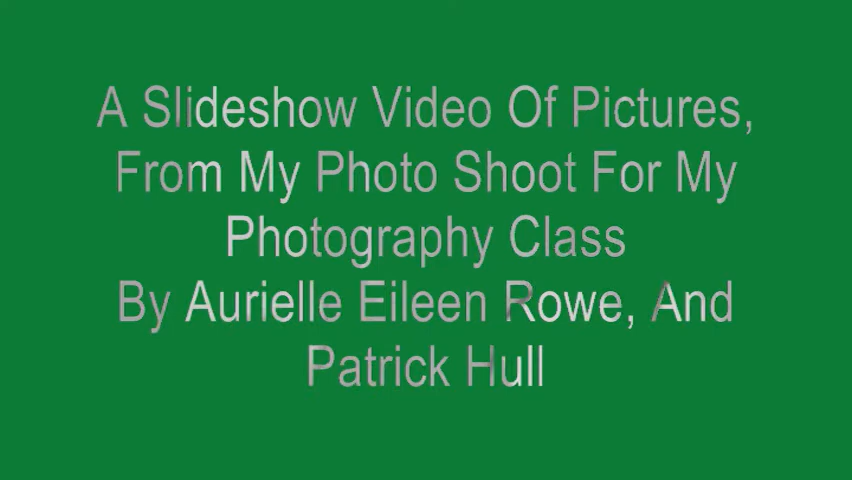 A Slideshow Video Of Pictures,
From My Photo Shoot For My
Photography Class
By Aurielle Eileen Rowe, And
Patrick Hull